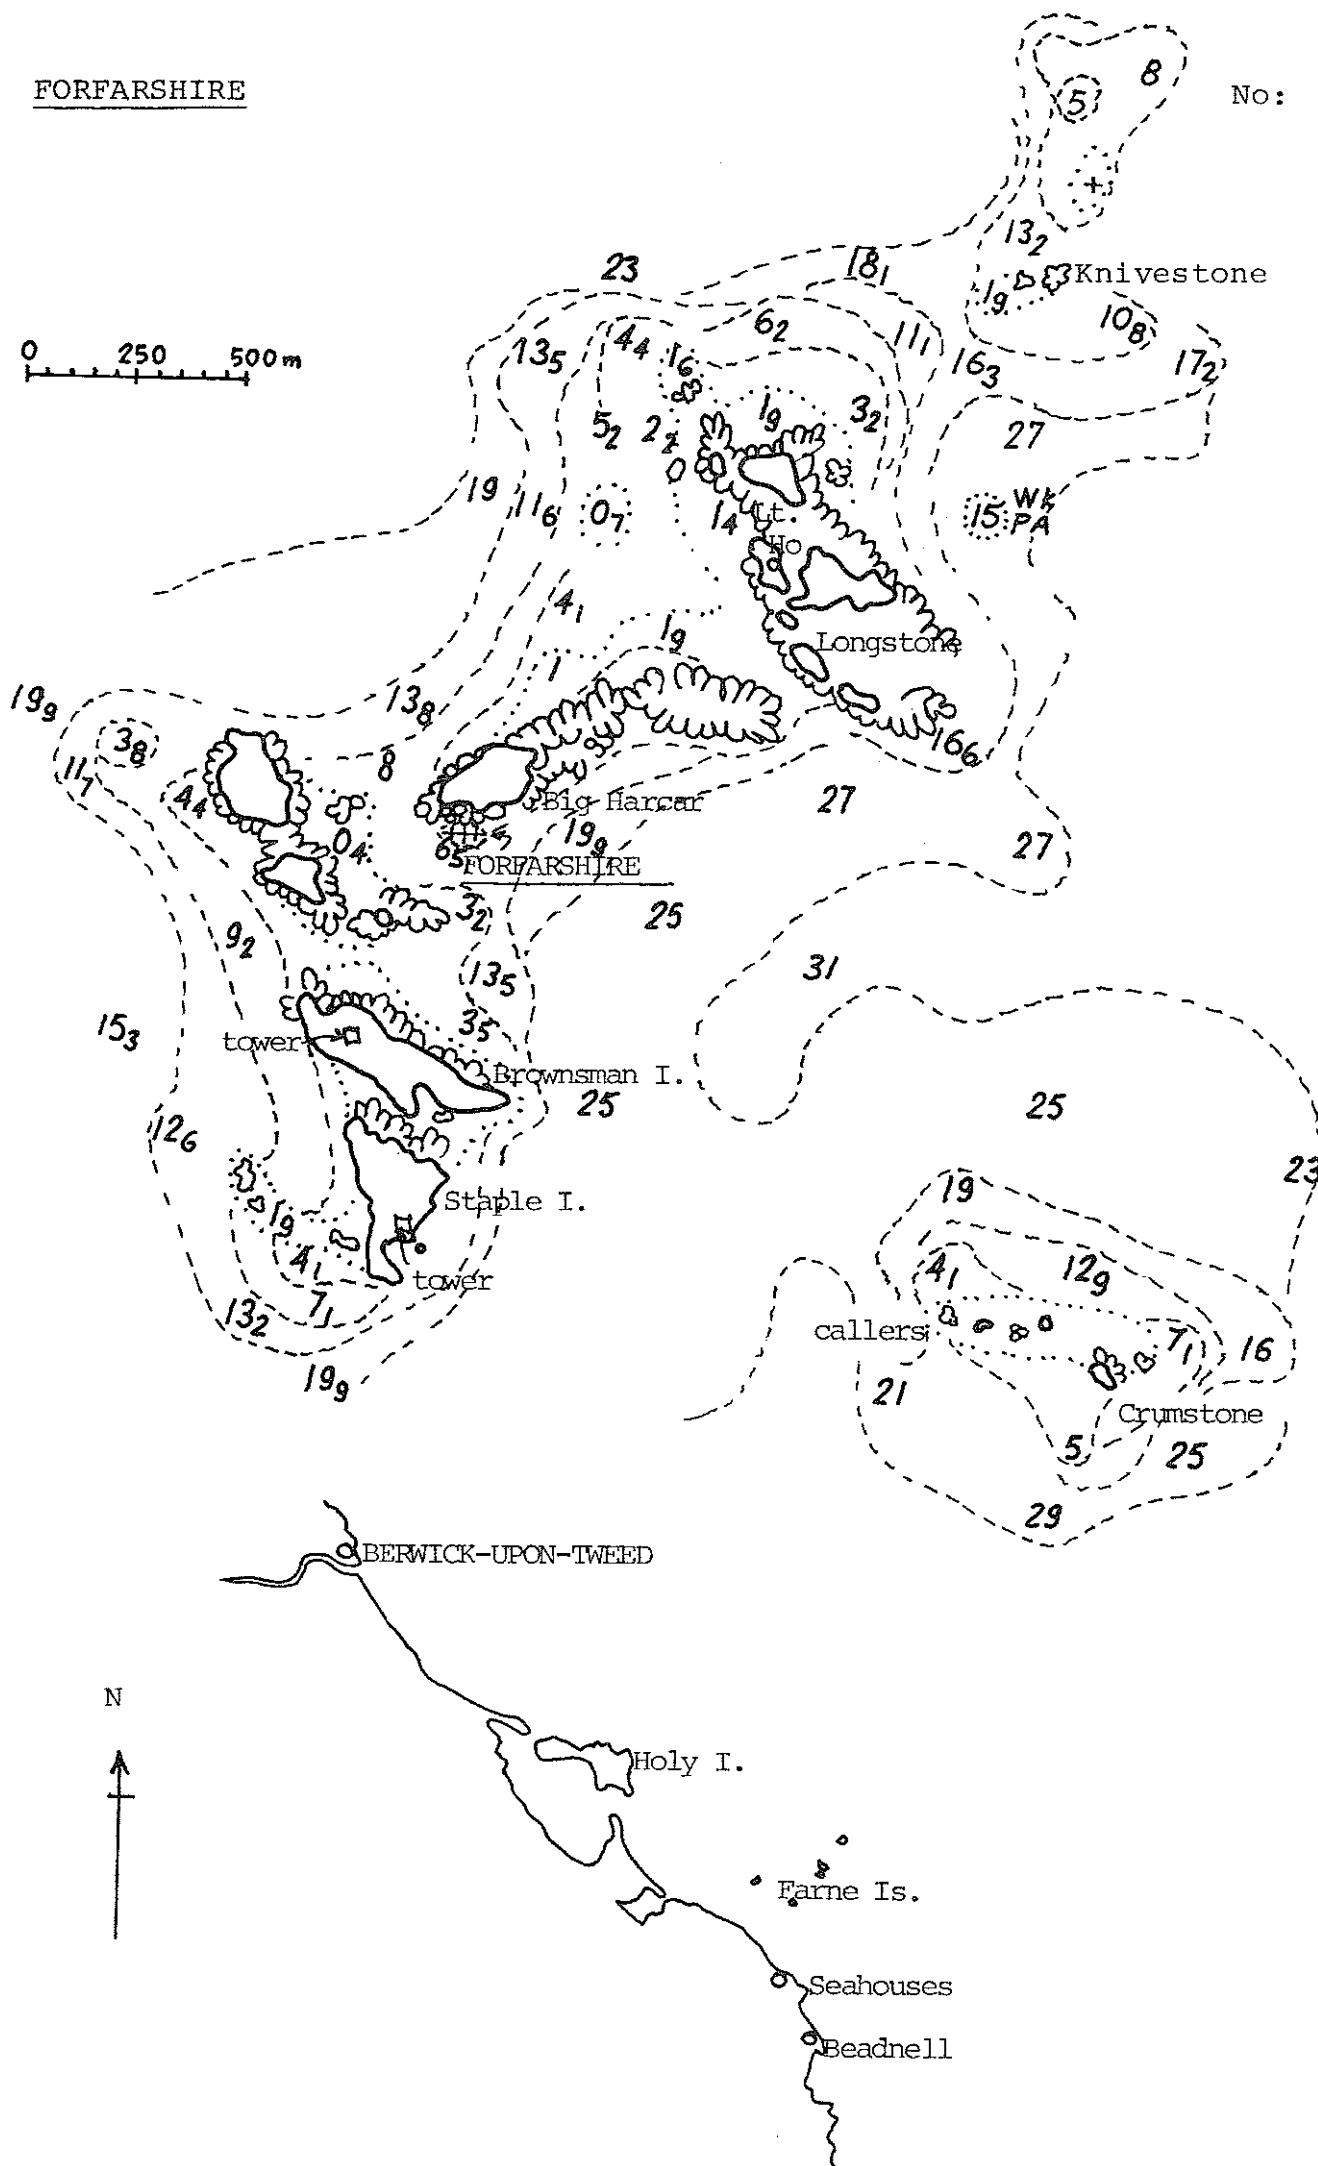 FORFARSHIRE
No:
8
5
13₂
23
18₁
1₉ Knivestone
0 250 500m
13₅
4₄
1₆
6₂
11₁
16₃
10₈
17₂
5₂
2₂
1₉
3₂
27
19
11₆
0₇
1₄
Lt.
Ho
15
Wk
PA
4₁
1₉
1
Longstone
19₉
13₈
16₆
3₈
11₇
4₄
8
Big Harcar
27
0₄
6₅
19₉
27
FORFARSHIRE
3₂
25
9₂
13₅
31
15₃
3₅
tower
Brownsman I.
25
25
12₆
23
Staple I.
19
1₉
4₁
tower
4₁
12₉
13₂
7₁
callers
7₁
16
19₉
21
Crumstone
5
25
29
BERWICK-UPON-TWEED
N
Holy I.
Farne Is.
Seahouses
Beadnell